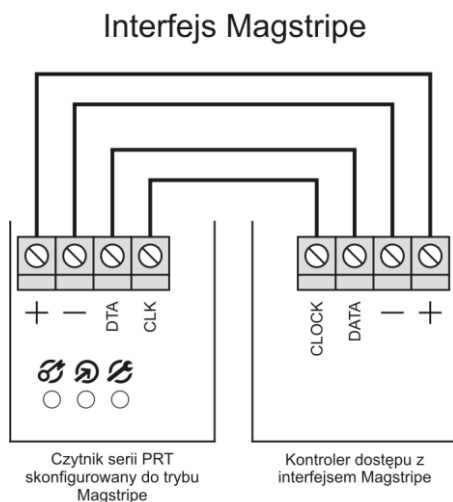 Interfejs Magstripe
+ — DTA CLK
CLOCK DATA — +
Czytnik serii PRT
skonfigurowany do trybu
Magstripe
Kontroler dostępu z
interfejsem Magstripe